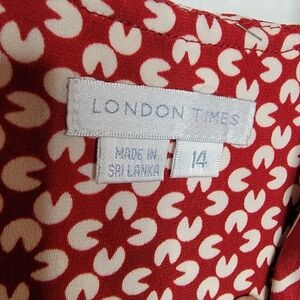 LONDON TIMES
MADE IN
SRI LANKA
14